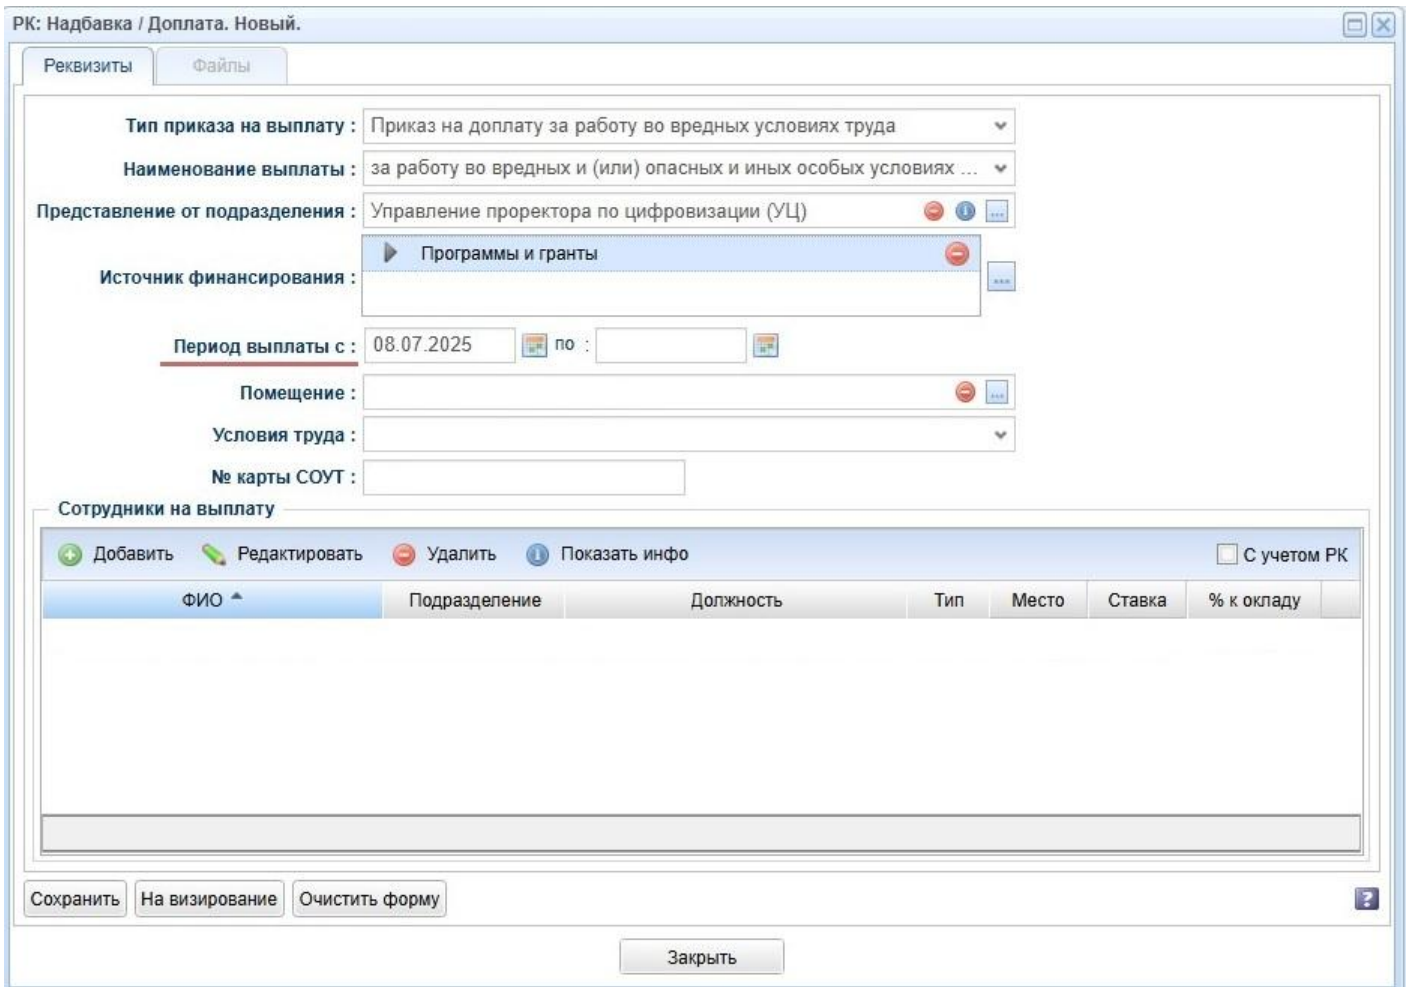 РК: Надбавка / Доплата. Новый.
Реквизиты Файлы
Тип приказа на выплату : Приказ на доплату за работу во вредных условиях труда
Наименование выплаты : за работу во вредных и (или) опасных и иных особых условиях ...
Представление от подразделения : Управление проректора по цифровизации (УЦ)
Программы и гранты
Источник финансирования :
Период выплаты с : 08.07.2025 по :
Помещение :
Условия труда :
№ карты СОУТ :
Сотрудники на выплату
Добавить Редактировать Удалить Показать инфо С учетом РК
ФИО Подразделение Должность Тип Место Ставка % к окладу
Сохранить На визирование Очистить форму
Закрыть